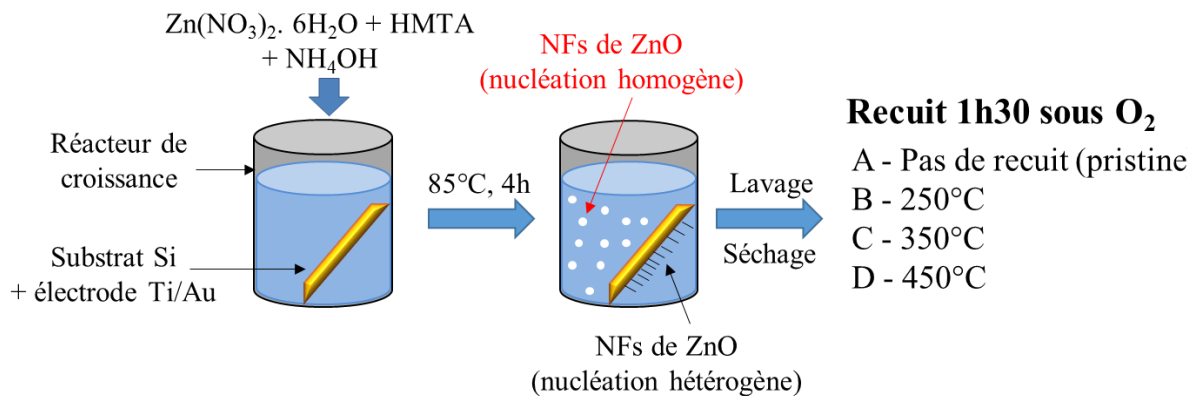 Zn(NO₃)₂. 6H₂O + HMTA
+ NH₄OH
Réacteur de
croissance
Substrat Si
+ électrode Ti/Au
85°C, 4h
NFs de ZnO
(nucléation homogène)
NFs de ZnO
(nucléation hétérogène)
Lavage
Séchage
Recuit 1h30 sous O₂
A - Pas de recuit (pristine
B - 250°C
C - 350°C
D - 450°C